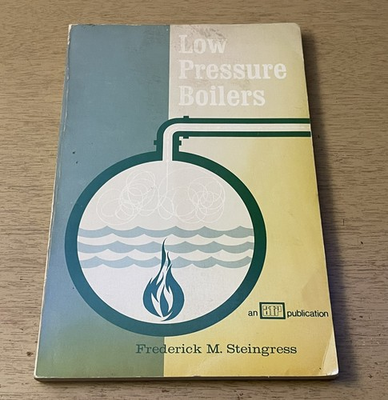 Low
Pressure
Boilers
an publication
Frederick M. Steingress